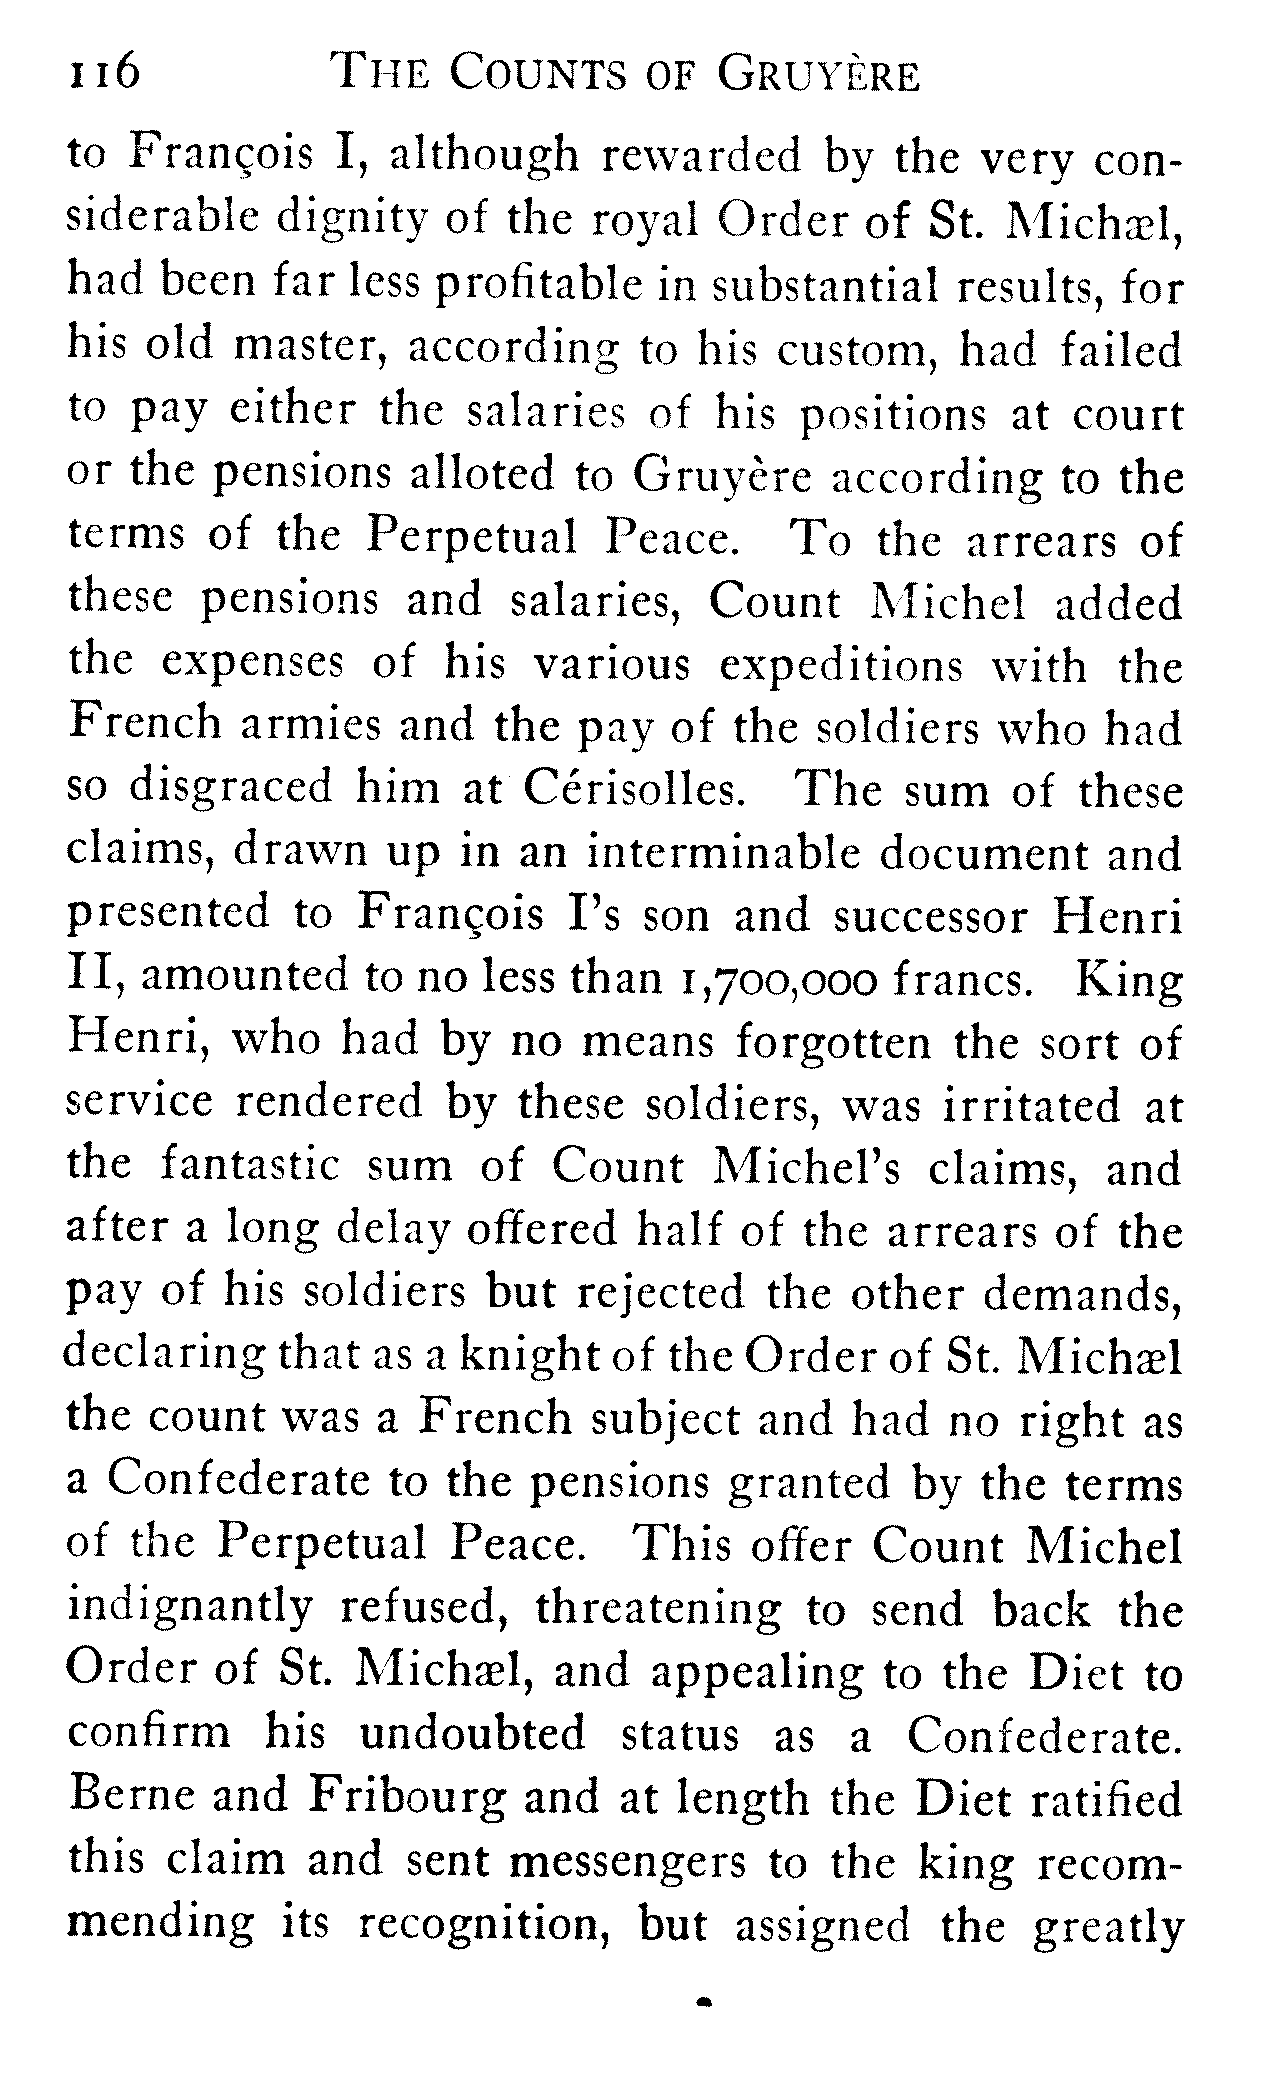 116 THE COUNTS OF GRUYÈRE
to François I, although rewarded by the very con-
siderable dignity of the royal Order of St. Michæl,
had been far less profitable in substantial results, for
his old master, according to his custom, had failed
to pay either the salaries of his positions at court
or the pensions alloted to Gruyère according to the
terms of the Perpetual Peace. To the arrears of
these pensions and salaries, Count Michel added
the expenses of his various expeditions with the
French armies and the pay of the soldiers who had
so disgraced him at Cérisolles. The sum of these
claims, drawn up in an interminable document and
presented to François I's son and successor Henri
II, amounted to no less than 1,700,000 francs. King
Henri, who had by no means forgotten the sort of
service rendered by these soldiers, was irritated at
the fantastic sum of Count Michel's claims, and
after a long delay offered half of the arrears of the
pay of his soldiers but rejected the other demands,
declaring that as a knight of the Order of St. Michæl
the count was a French subject and had no right as
a Confederate to the pensions granted by the terms
of the Perpetual Peace. This offer Count Michel
indignantly refused, threatening to send back the
Order of St. Michæl, and appealing to the Diet to
confirm his undoubted status as a Confederate.
Berne and Fribourg and at length the Diet ratified
this claim and sent messengers to the king recom-
mending its recognition, but assigned the greatly